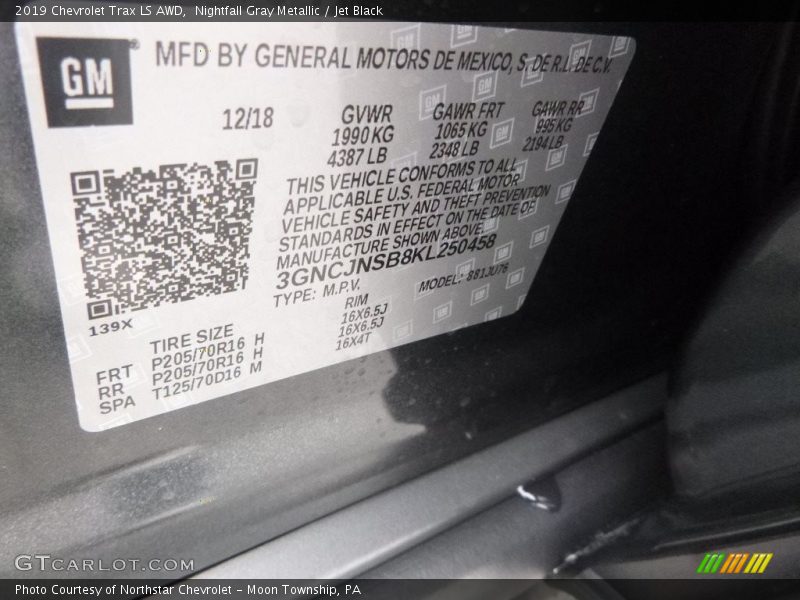 2019 Chevrolet Trax LS AWD, Nightfall Gray Metallic / Jet Black
GM
MFD BY GENERAL MOTORS DE MEXICO, S. DE R.L. DE C.V.
12/18 GVWR GAWR FRT GAWR RR
1990 KG 1065 KG 995 KG
4387 LB 2348 LB 2194 LB
THIS VEHICLE CONFORMS TO ALL
APPLICABLE U.S. FEDERAL MOTOR
VEHICLE SAFETY AND THEFT PREVENTION
STANDARDS IN EFFECT ON THE DATE OF
MANUFACTURE SHOWN ABOVE.
3GNCJNSB8KL250458
TYPE: M.P.V. MODEL: 881JU76
139X
TIRE SIZE RIM
FRT P205/70R16 H 16X6.5J
RR P205/70R16 H 16X6.5J
SPA T125/70D16 M 16X4T
GTCARLOT.COM
Photo Courtesy of Northstar Chevrolet - Moon Township, PA